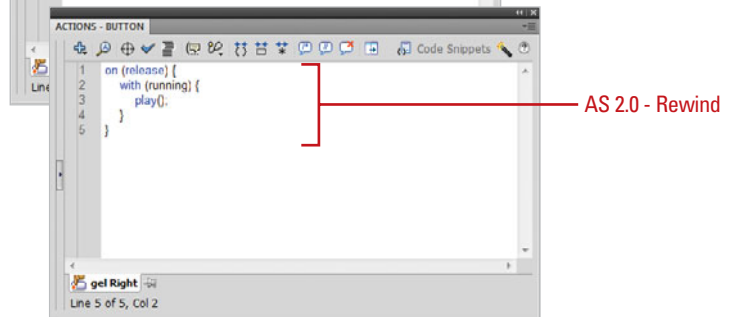 ACTIONS - BUTTON
Code Snippets
1 on (release) {
2 with (running) {
3 play();
4 }
5 }
AS 2.0 - Rewind
Line
gel Right
Line 5 of 5, Col 2